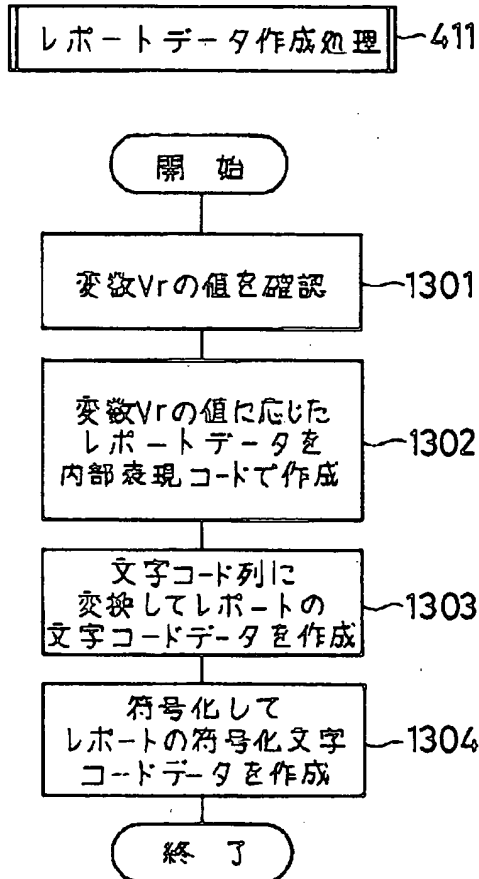 レポートデータ作成処理 411
開始
変数Vrの値を確認 1301
変数Vrの値に応じた
レポートデータを 1302
内部表現コードで作成
文字コード列に
変換してレポートの 1303
文字コードデータを作成
符号化して
レポートの符号化文字 1304
コードデータを作成
終了